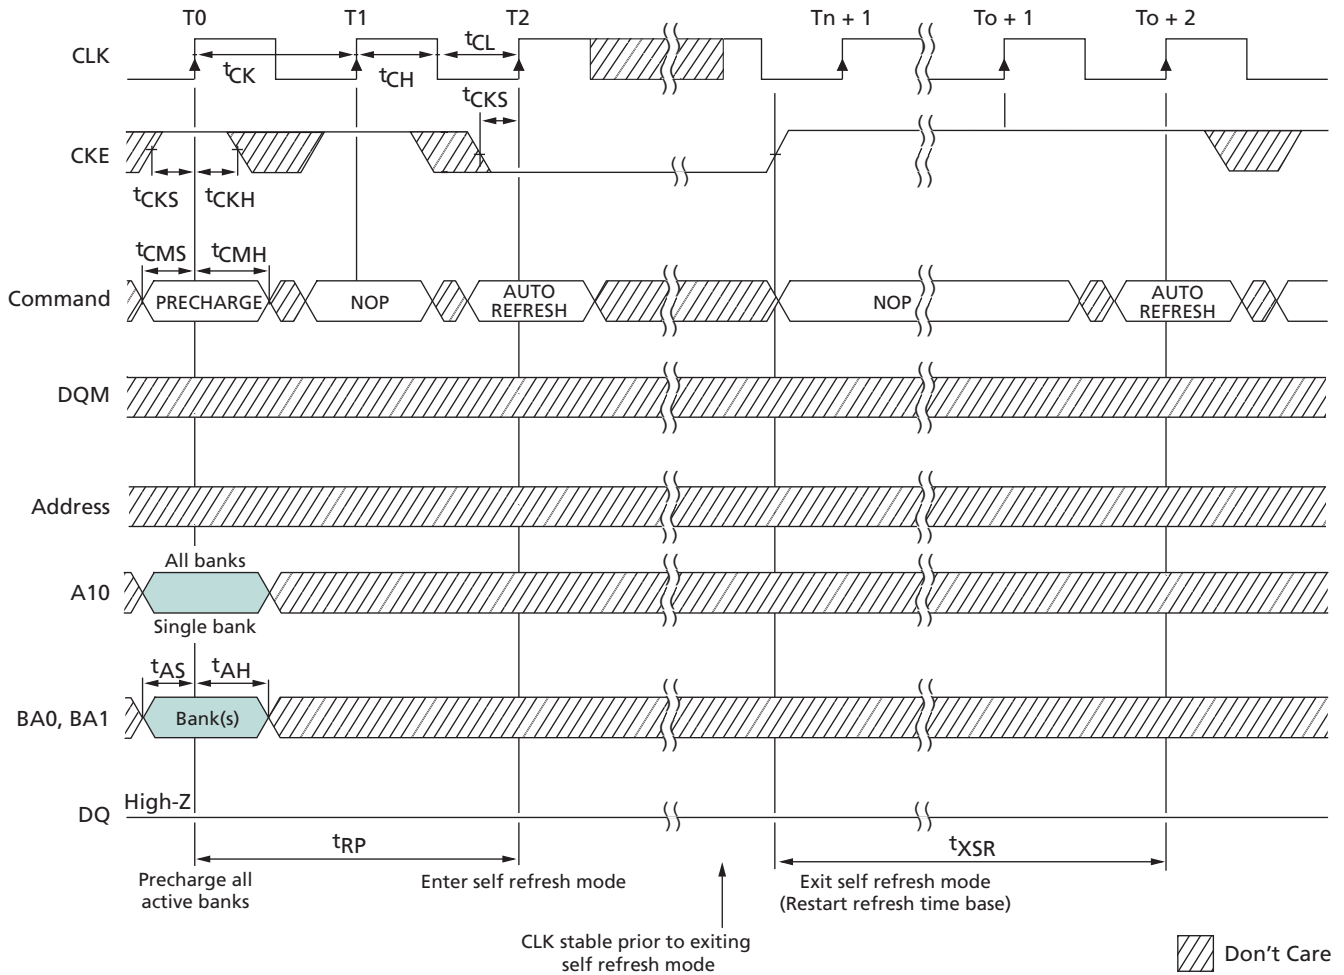 T0 T1 T2 Tn + 1 To + 1 To + 2
CLK
tCK tCH tCL
tCKS
CKE
tCKS tCKH
tCMS tCMH
Command PRECHARGE NOP AUTO REFRESH NOP AUTO REFRESH
DQM
Address
All banks
A10
Single bank
tAS tAH
BA0, BA1 Bank(s)
High-Z
DQ
tRP tXSR
Precharge all
active banks
Enter self refresh mode
Exit self refresh mode
(Restart refresh time base)
CLK stable prior to exiting
self refresh mode
Don't Care